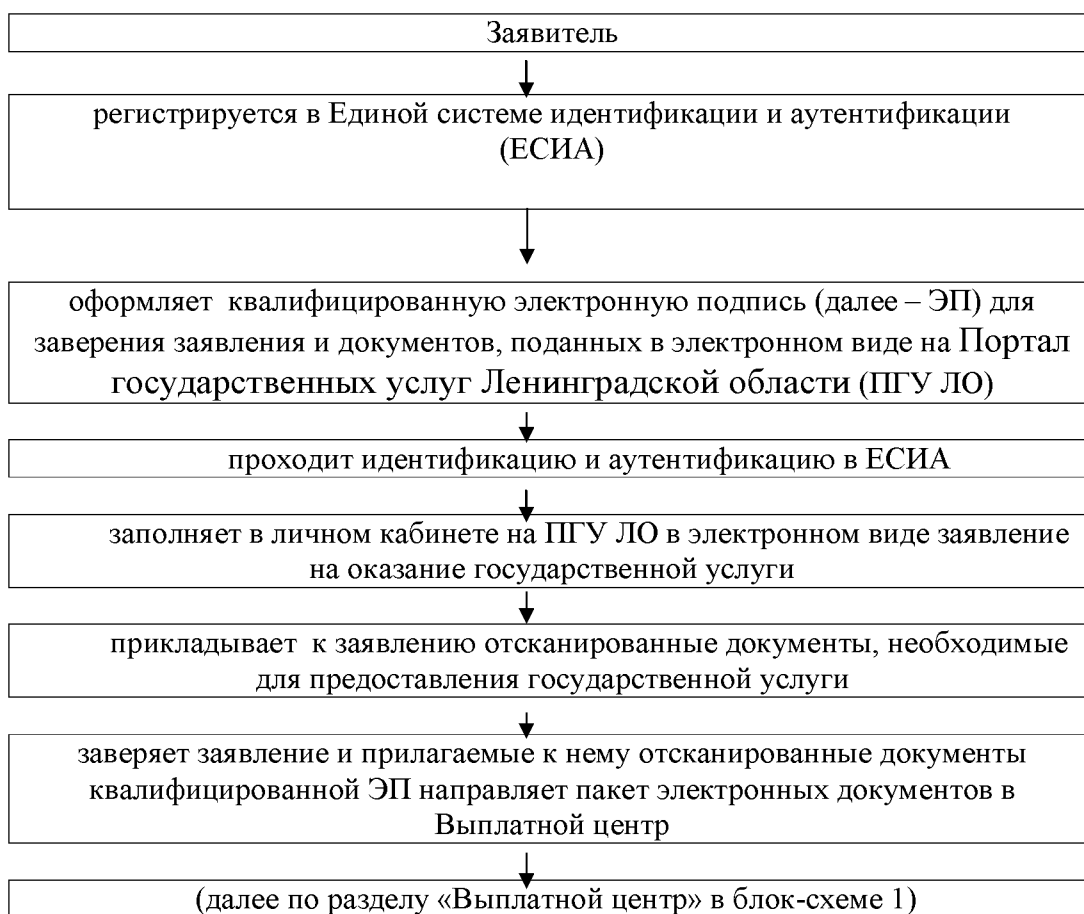 Заявитель
регистрируется в Единой системе идентификации и аутентификации
(ЕСИА)
оформляет квалифицированную электронную подпись (далее – ЭП) для
заверения заявления и документов, поданных в электронном виде на Портал
государственных услуг Ленинградской области (ПГУ ЛО)
проходит идентификацию и аутентификацию в ЕСИА
заполняет в личном кабинете на ПГУ ЛО в электронном виде заявление
на оказание государственной услуги
прикладывает к заявлению отсканированные документы, необходимые
для предоставления государственной услуги
заверяет заявление и прилагаемые к нему отсканированные документы
квалифицированной ЭП направляет пакет электронных документов в
Выплатной центр
(далее по разделу «Выплатной центр» в блок-схеме 1)